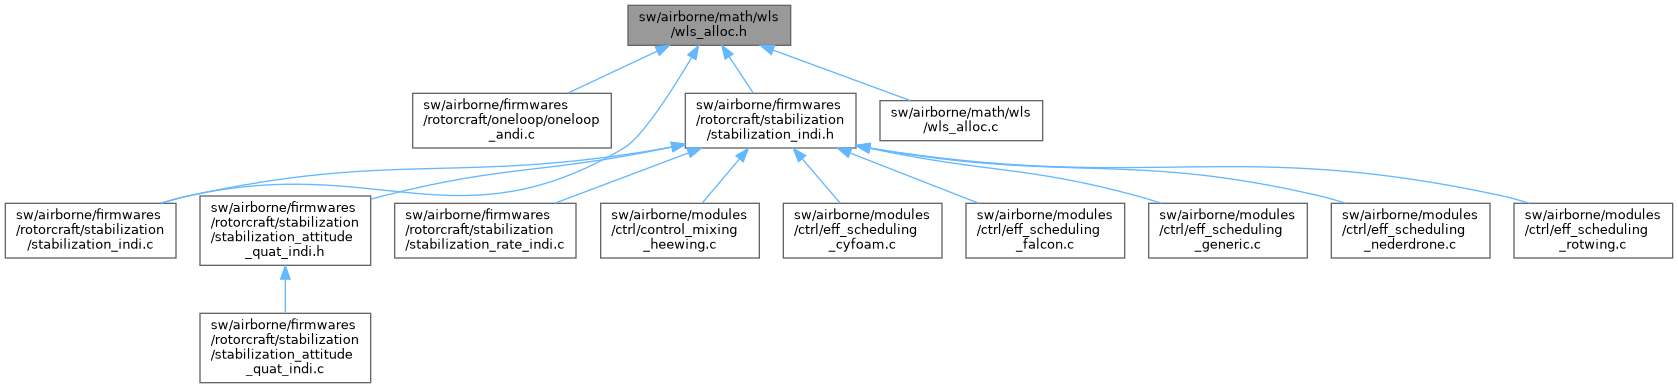 sw/airborne/math/wls
/wls_alloc.h
sw/airborne/firmwares
/rotorcraft/oneloop/oneloop
_andi.c
sw/airborne/firmwares
/rotorcraft/stabilization
/stabilization_indi.h
sw/airborne/math/wls
/wls_alloc.c
sw/airborne/firmwares
/rotorcraft/stabilization
/stabilization_indi.c
sw/airborne/firmwares
/rotorcraft/stabilization
/stabilization_attitude
_quat_indi.h
sw/airborne/firmwares
/rotorcraft/stabilization
/stabilization_rate_indi.c
sw/airborne/modules
/ctrl/control_mixing
_heewing.c
sw/airborne/modules
/ctrl/eff_scheduling
_cyfoam.c
sw/airborne/modules
/ctrl/eff_scheduling
_falcon.c
sw/airborne/modules
/ctrl/eff_scheduling
_generic.c
sw/airborne/modules
/ctrl/eff_scheduling
_nederdrone.c
sw/airborne/modules
/ctrl/eff_scheduling
_rotwing.c
sw/airborne/firmwares
/rotorcraft/stabilization
/stabilization_attitude
_quat_indi.c